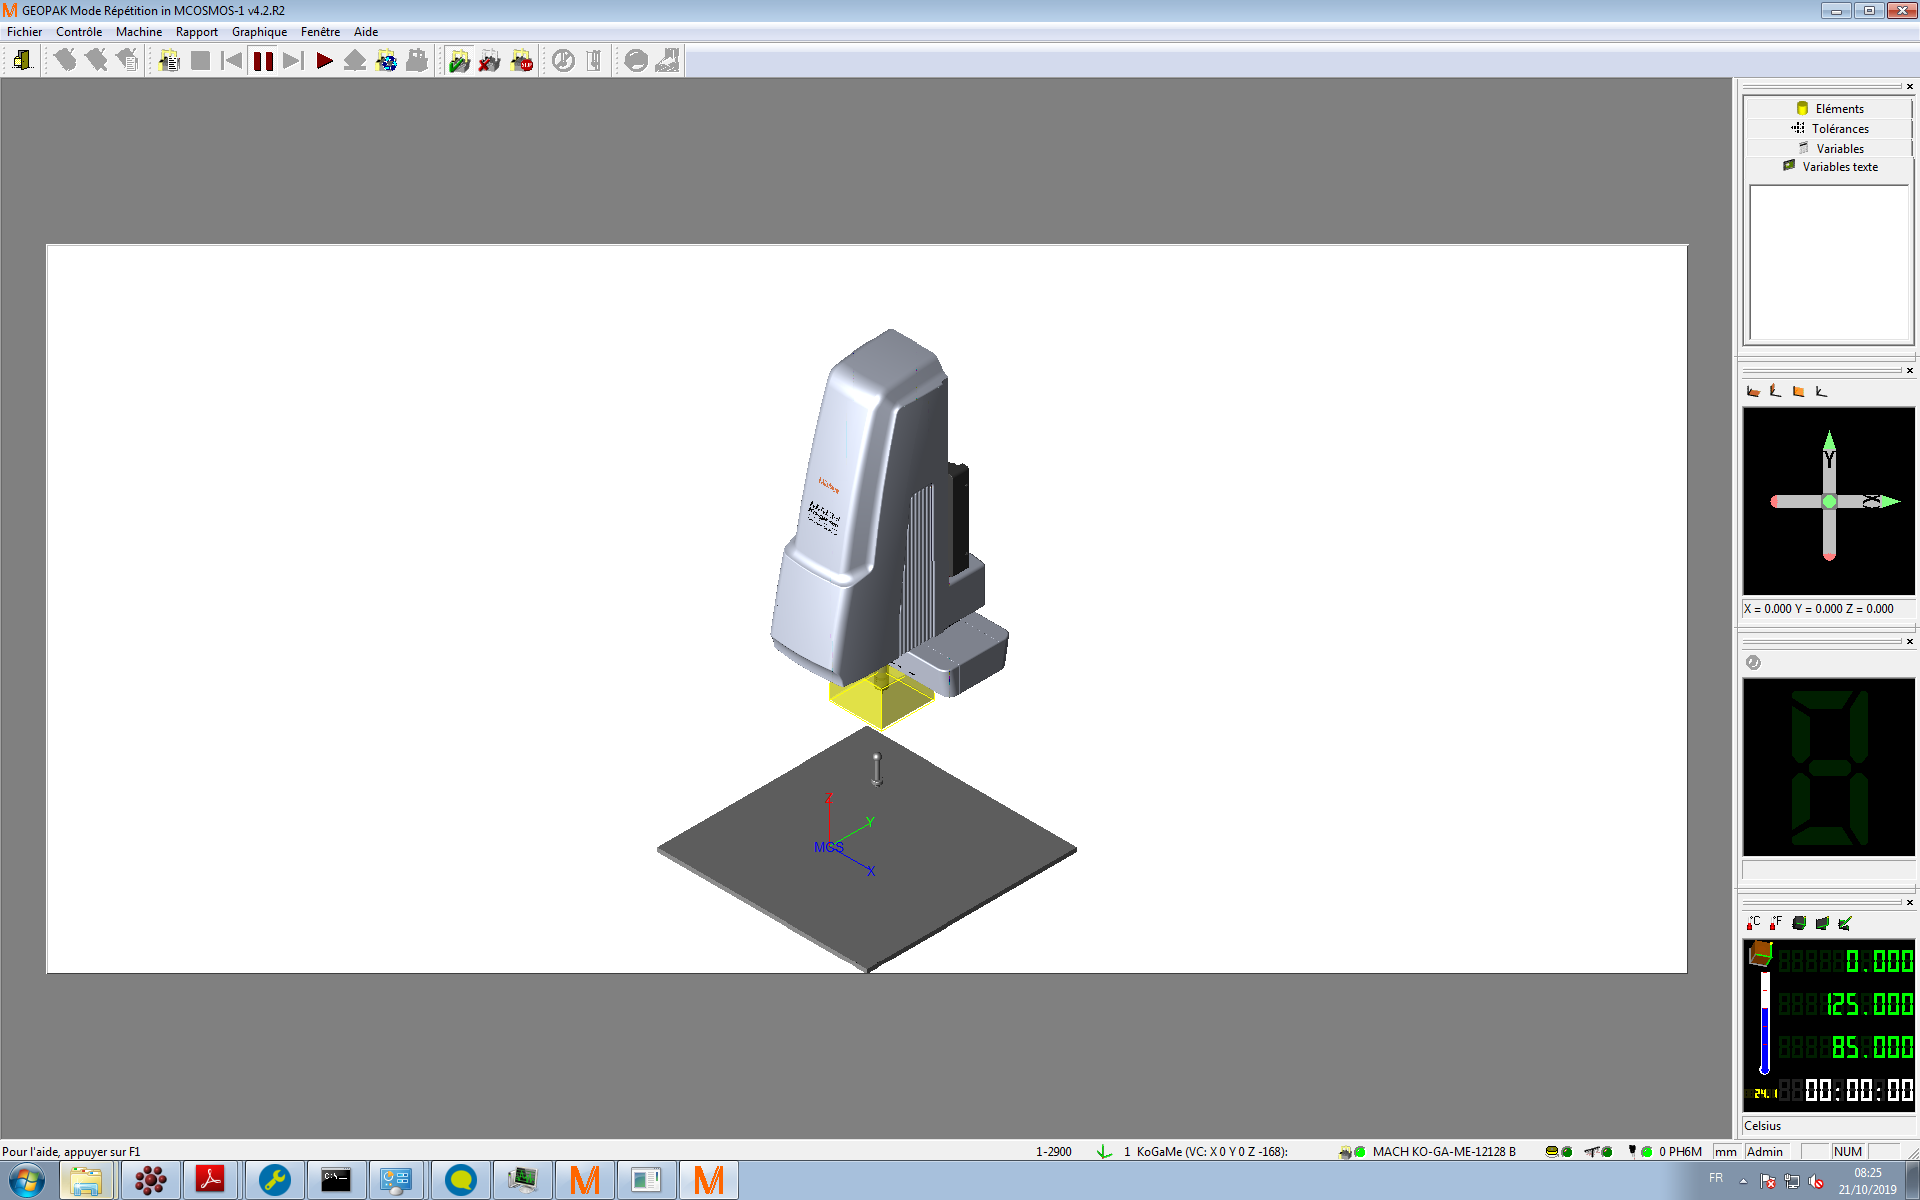 GEOPAK Mode Répétition in MCOSMOS-1 v4.2.R2
Fichier Contrôle Machine Rapport Graphique Fenêtre Aide
Eléments
Tolérances
Variables
Variables texte
Y
X
X = 0.000 Y = 0.000 Z = 0.000
Z
Y
MCS
X
°C °F
0.000
125.000
85.000
24.1 00:00:00
Celsius
Pour l'aide, appuyer sur F1 1-2900 1 KoGaMe (VC: X 0 Y 0 Z -168): MACH KO-GA-ME-12128 B 0 PH6M mm Admin NUM
C:\_
FR 08:25
21/10/2019